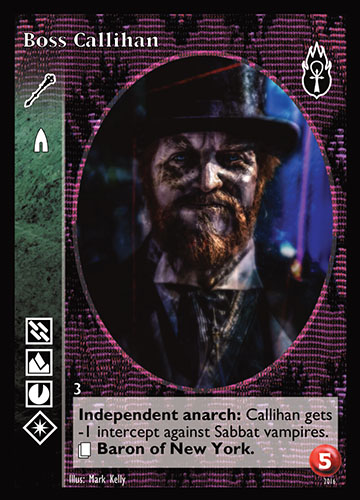 Boss Callihan
3
Independent anarch: Callihan gets
-1 intercept against Sabbat vampires.
Baron of New York.
5
Illus: Mark Kelly
2016